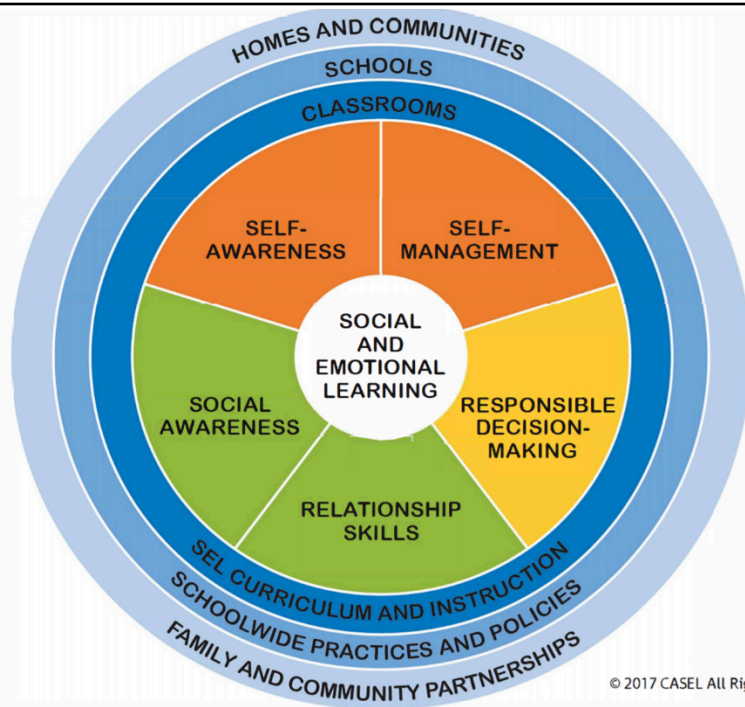 HOMES AND COMMUNITIES
SCHOOLS
CLASSROOMS
SELF-
AWARENESS
SELF-
MANAGEMENT
SOCIAL
AND
EMOTIONAL
LEARNING
SOCIAL
AWARENESS
RESPONSIBLE
DECISION-
MAKING
RELATIONSHIP
SKILLS
SEL CURRICULUM AND INSTRUCTION
SCHOOLWIDE PRACTICES AND POLICIES
FAMILY AND COMMUNITY PARTNERSHIPS
© 2017 CASEL All